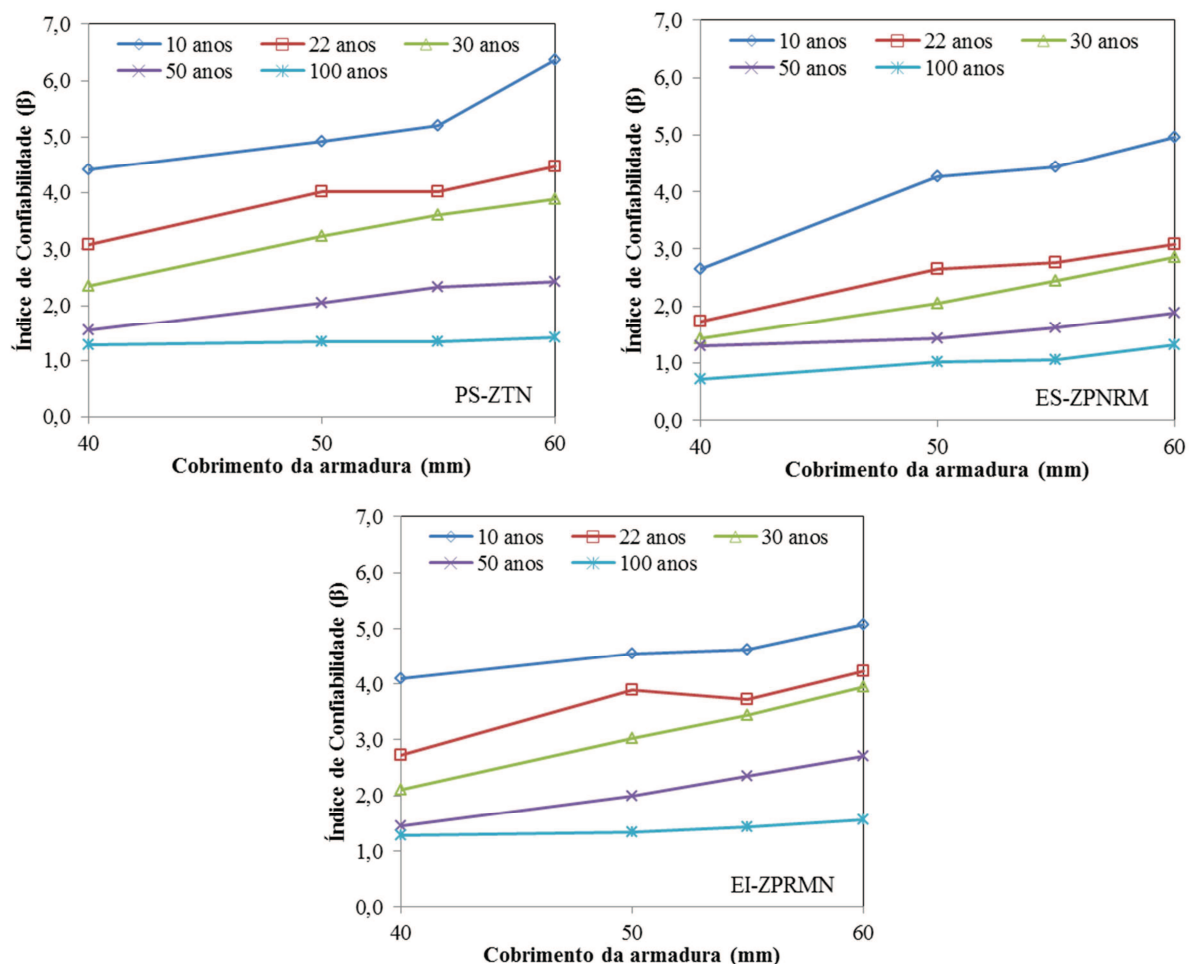 7,0
6,0
5,0
4,0
3,0
2,0
1,0
0,0
Índice de Confiabilidade (β)
10 anos 22 anos 30 anos
50 anos 100 anos
PS-ZTN
40 50 60
Cobrimento da armadura (mm)
7,0
6,0
5,0
4,0
3,0
2,0
1,0
0,0
Índice de Confiabilidade (β)
10 anos 22 anos 30 anos
50 anos 100 anos
ES-ZPNRM
40 50 60
Cobrimento da armadura (mm)
7,0
6,0
5,0
4,0
3,0
2,0
1,0
0,0
Índice de Confiabilidade (β)
10 anos 22 anos 30 anos
50 anos 100 anos
EI-ZPRMN
40 50 60
Cobrimento da armadura (mm)